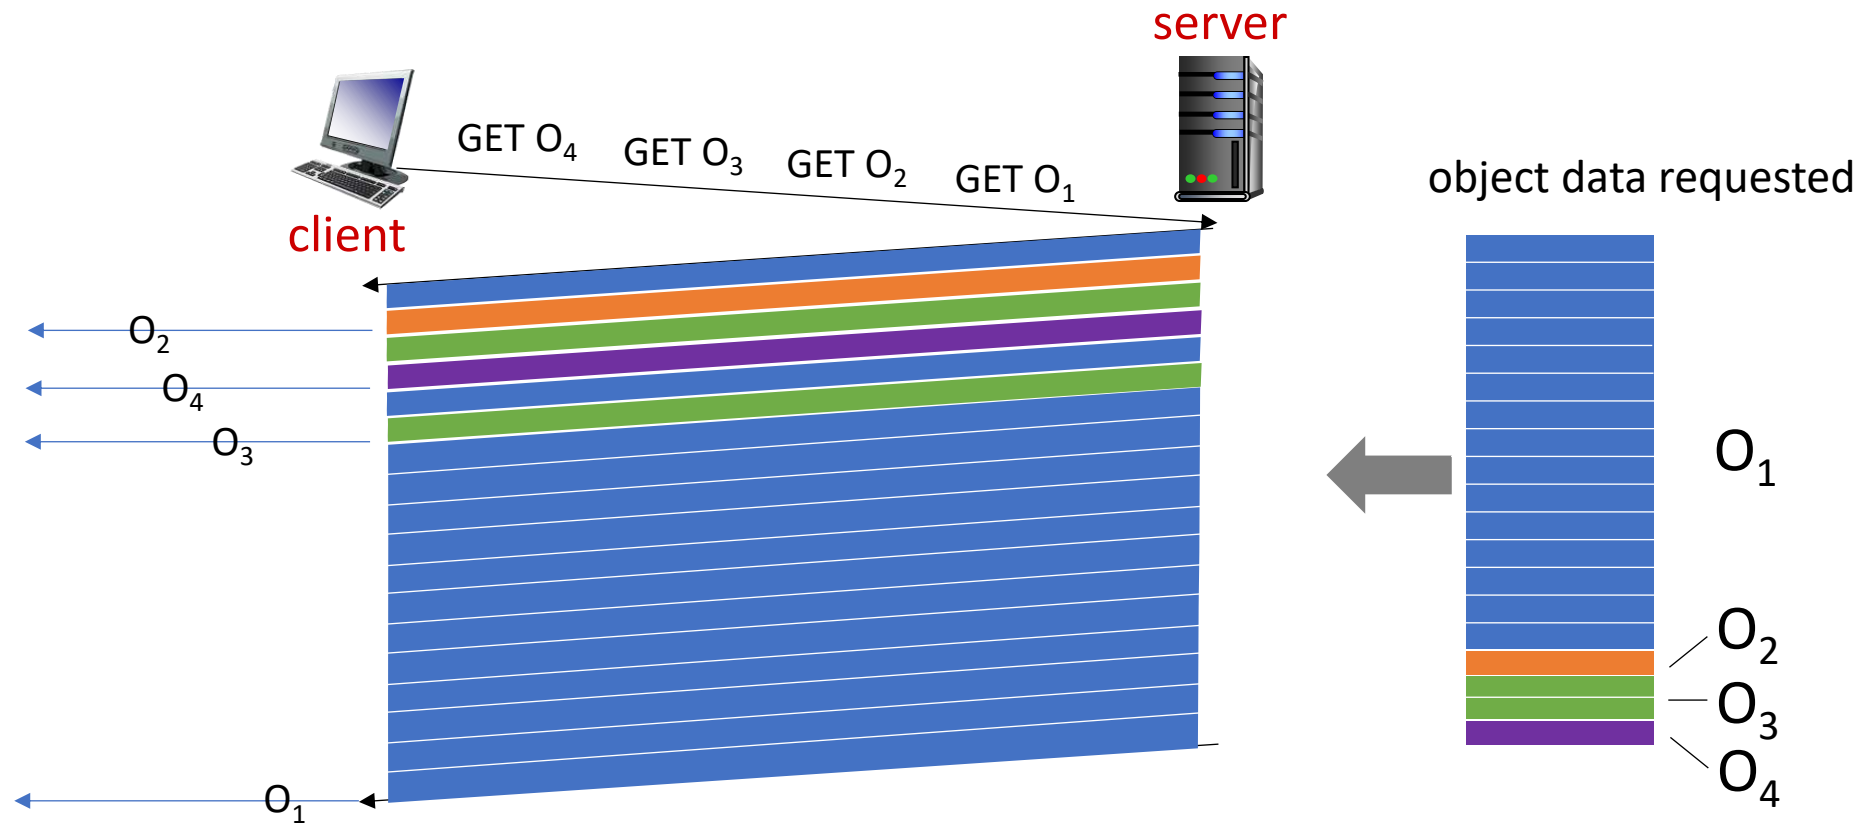 server
GET O4
GET O3
GET O2
GET O1
object data requested
client
O2
O4
O3
O1
O1
O2
O3
O4